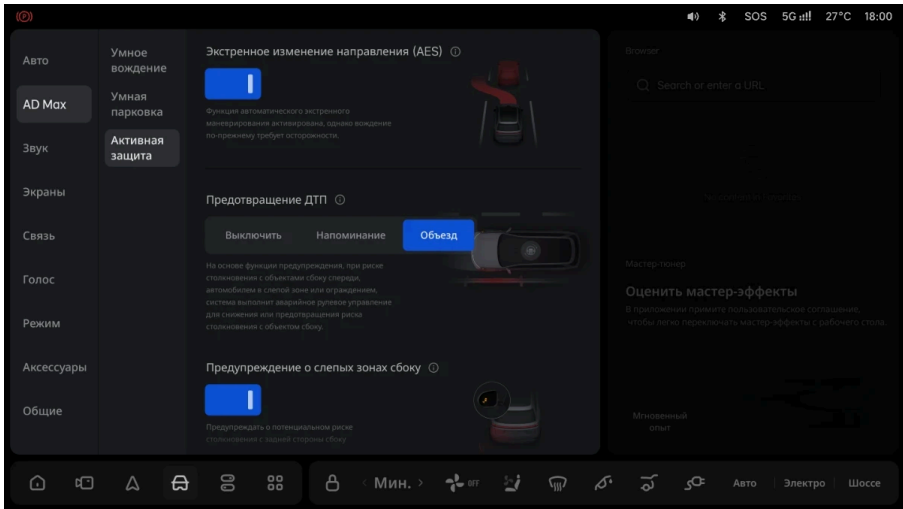 (P)
SOS
5G
27°C
18:00
Авто
AD Max
Звук
Экраны
Связь
Голос
Режим
Аксессуары
Общие
Умное
вождение
Умная
парковка
Активная
защита
Экстренное изменение направления (AES)
Функция автоматического экстренного
маневрирования активирована, однако вождение
по-прежнему требует осторожности.
Предотвращение ДТП
Выключить
Напоминание
Объезд
На основе функции предупреждения, при риске
столкновения с объектами сбоку спереди,
автомобилем в слепой зоне или ограждением,
система выполнит аварийное рулевое управление
для снижения или предотвращения риска
столкновения с объектом сбоку.
Предупреждение о слепых зонах сбоку
Предупреждать о потенциальном риске
столкновения с задней стороны сбоку
Browser
Search or enter a URL
Мастер-тюнер
Оценить мастер-эффекты
В приложении примите пользовательское соглашение,
чтобы легко переключать мастер-эффекты с рабочего стола.
Мгновенный
опыт
Мин.
OFF
Авто
Электро
Шоссе